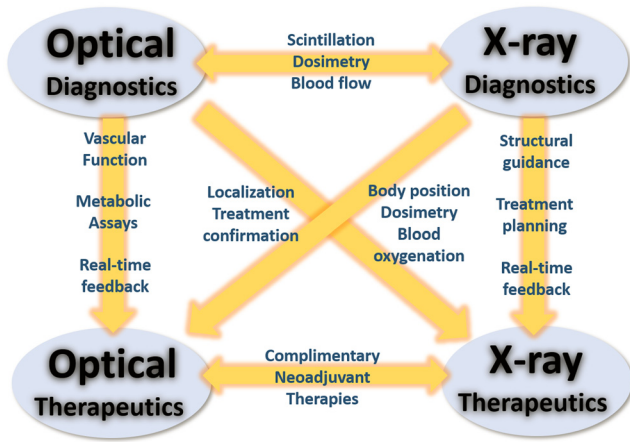 Optical
Diagnostics
Scintillation
Dosimetry
Blood flow
X-ray
Diagnostics
Vascular
Function
Metabolic
Assays
Real-time
feedback
Localization
Treatment
confirmation
Body position
Dosimetry
Blood
oxygenation
Structural
guidance
Treatment
planning
Real-time
feedback
Optical
Therapeutics
Complimentary
Neoadjuvant
Therapies
X-ray
Therapeutics